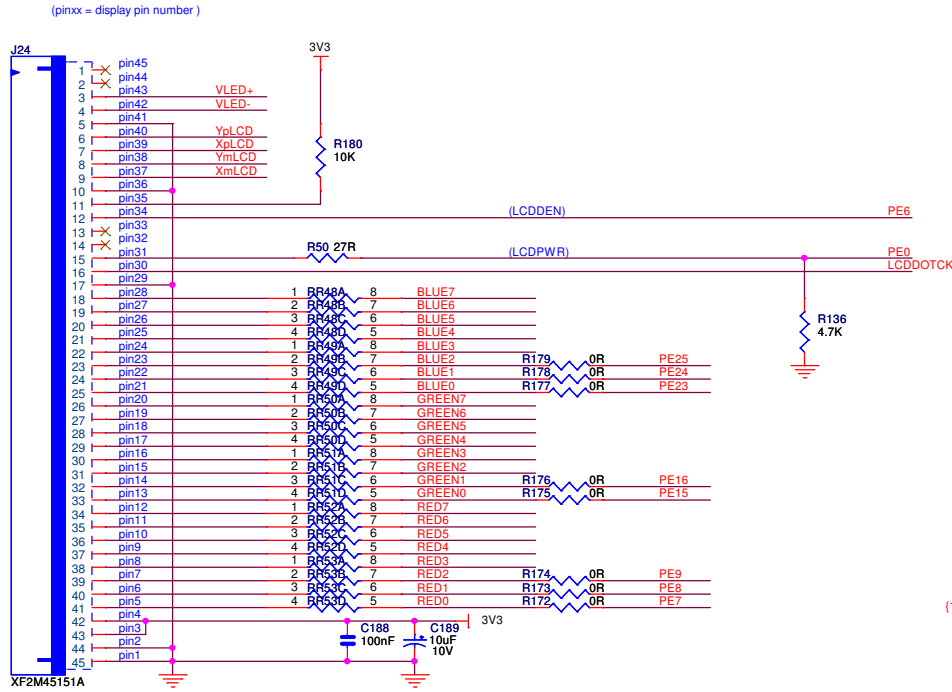 (pinxx = display pin number )
J24
3V3
1 pin45
2 pin44
3 pin43 VLED+
4 pin42 VLED-
5 pin41
6 pin40 YpLCD
7 pin39 XpLCD
8 pin38 YmLCD
9 pin37 XmLCD
R180
10K
10 pin36
11 pin35
12 pin34 (LCDDEN) PE6
13 pin33
14 pin32
15 pin31 R50 27R (LCDPWR) PE0
16 pin30 LCDDOTCK
17 pin29
18 pin28 1 RR48A 8 BLUE7
19 pin27 2 RR48B 7 BLUE6
20 pin26 3 RR48C 6 BLUE5
21 pin25 4 RR48D 5 BLUE4
R136
4.7K
22 pin24 1 RR49A 8 BLUE3
23 pin23 2 RR49B 7 BLUE2 R179 0R PE25
24 pin22 3 RR49C 6 BLUE1 R178 0R PE24
25 pin21 4 RR49D 5 BLUE0 R177 0R PE23
26 pin20 1 RR50A 8 GREEN7
27 pin19 2 RR50B 7 GREEN6
28 pin18 3 RR50C 6 GREEN5
29 pin17 4 RR50D 5 GREEN4
30 pin16 1 RR51A 8 GREEN3
31 pin15 2 RR51B 7 GREEN2
32 pin14 3 RR51C 6 GREEN1 R176 0R PE16
33 pin13 4 RR51D 5 GREEN0 R175 0R PE15
34 pin12 1 RR52A 8 RED7
35 pin11 2 RR52B 7 RED6
36 pin10 3 RR52C 6 RED5
37 pin9 4 RR52D 5 RED4
38 pin8 1 RR53A 8 RED3
39 pin7 2 RR53B 7 RED2 R174 0R PE9
40 pin6 3 RR53C 6 RED1 R173 0R PE8
41 pin5 4 RR53D 5 RED0 R172 0R PE7
42 pin4 3V3
43 pin3
C188
100nF
C189
10uF
10V
44 pin2
45 pin1
XF2M45151A